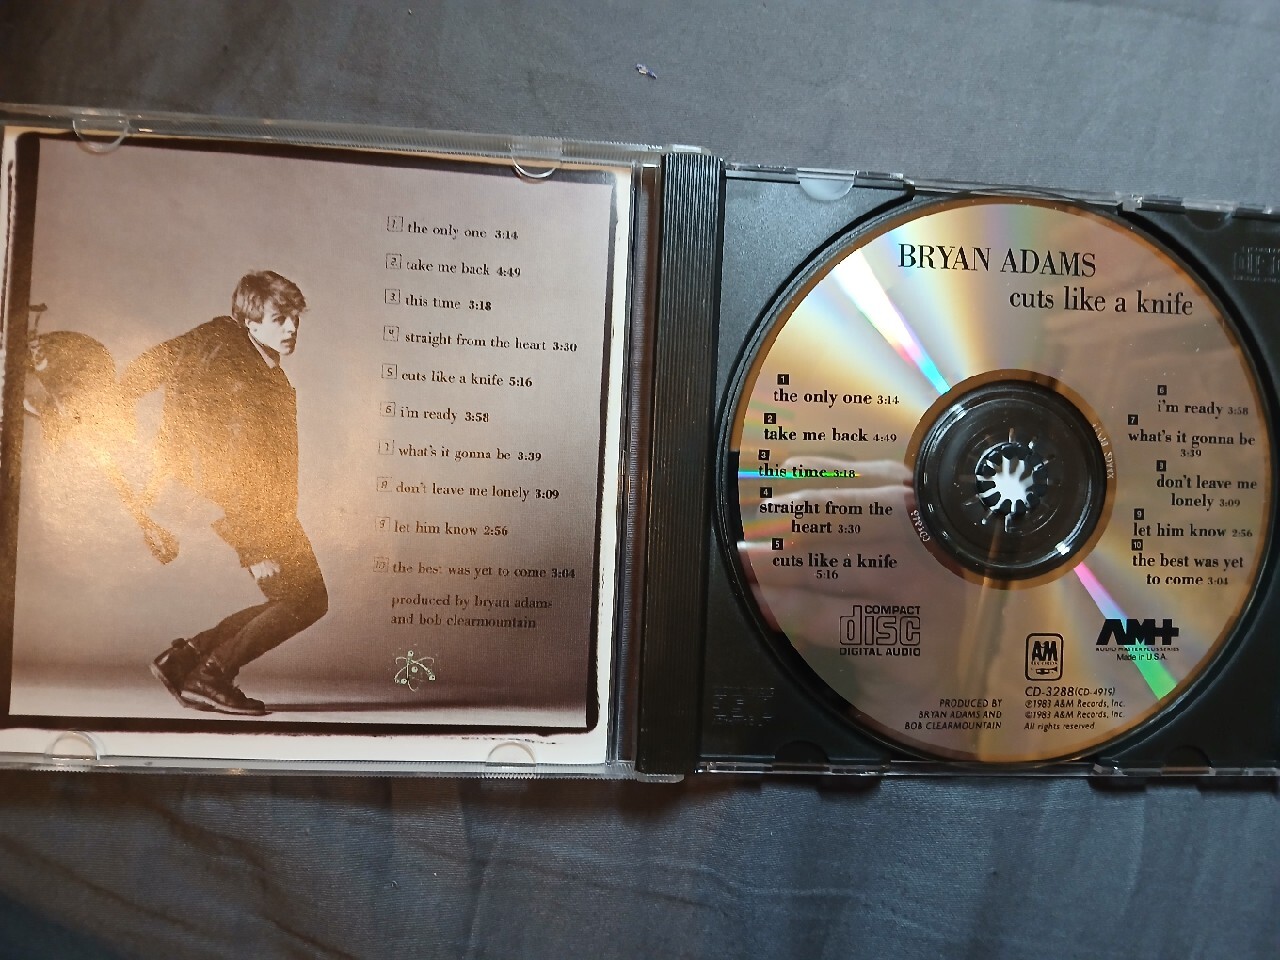 1 the only one 3:14
2 take me back 4:49
3 this time 3:18
4 straight from the heart 3:30
5 cuts like a knife 5:16
6 i'm ready 3:58
7 what's it gonna be 3:39
8 don't leave me lonely 3:09
9 let him know 2:56
10 the best was yet to come 3:04
produced by bryan adams
and bob clearmountain
BRYAN ADAMS
cuts like a knife
1
the only one 3:14
2
take me back 4:49
3
this time 3:18
4
straight from the
heart 3:30
5
cuts like a knife
5:16
6
i'm ready 3:58
7
what's it gonna be
3:39
8
don't leave me
lonely 3:09
9
let him know 2:56
10
the best was yet
to come 3:04
COMPACT
disc
DIGITAL AUDIO
A&M
RECORDS
AM+
AUDIO MASTER PLUS SERIES
Made in U.S.A.
PRODUCED BY
BRYAN ADAMS AND
BOB CLEARMOUNTAIN
CD-3288 (CD-4919)
℗1983 A&M Records, Inc.
©1983 A&M Records, Inc.
All rights reserved.
disc